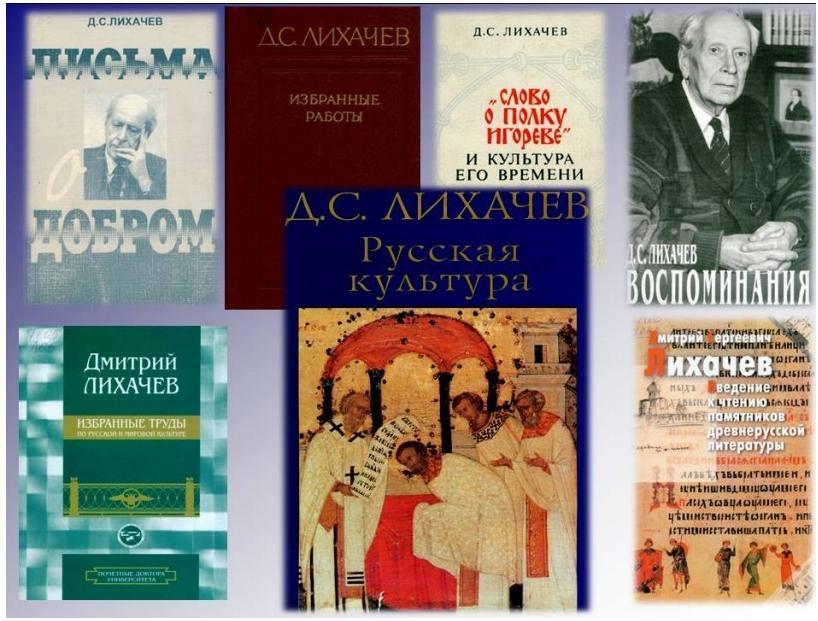 Д.С.ЛИХАЧЕВ
ПИСЬМА
О
ДОБРОМ
Д.С. ЛИХАЧЕВ
ИЗБРАННЫЕ
РАБОТЫ
Д.С. ЛИХАЧЕВ
„СЛОВО
О ПОЛКУ
ИГОРЕВЕ"
И КУЛЬТУРА
ЕГО ВРЕМЕНИ
Д.С. ЛИХАЧЕВ
ВОСПОМИНАНИЯ
Д.С. ЛИХАЧЕВ
Русская
культура
Дмитрий
ЛИХАЧЕВ
ИЗБРАННЫЕ ТРУДЫ
ПО РУССКОЙ И МИРОВОЙ КУЛЬТУРЕ
ПОЧЕТНЫЕ ДОКТОРА
УНИВЕРСИТЕТА
Дмитрий Сергеевич
Лихачев
Введение
к чтению
памятников
древнерусской
литературы